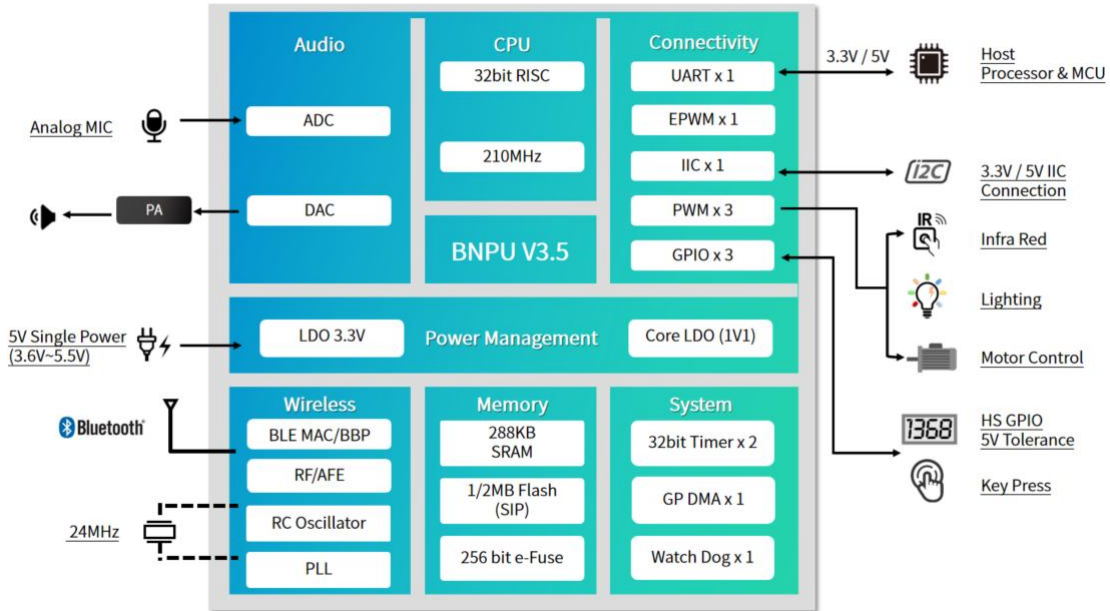 Audio
ADC
DAC
CPU
32bit RISC
210MHz
BNPU V3.5
Connectivity
UART x 1
EPWM x 1
IIC x 1
PWM x 3
GPIO x 3
Analog MIC
PA
3.3V / 5V
Host
Processor & MCU
i2C
3.3V / 5V IIC
Connection
IR
Infra Red
Lighting
Motor Control
1368
HS GPIO
5V Tolerance
Key Press
5V Single Power
(3.6V~5.5V)
LDO 3.3V
Power Management
Core LDO (1V1)
Bluetooth
24MHz
Wireless
BLE MAC/BBP
RF/AFE
RC Oscillator
PLL
Memory
288KB
SRAM
1/2MB Flash
(SIP)
256 bit e-Fuse
System
32bit Timer x 2
GP DMA x 1
Watch Dog x 1